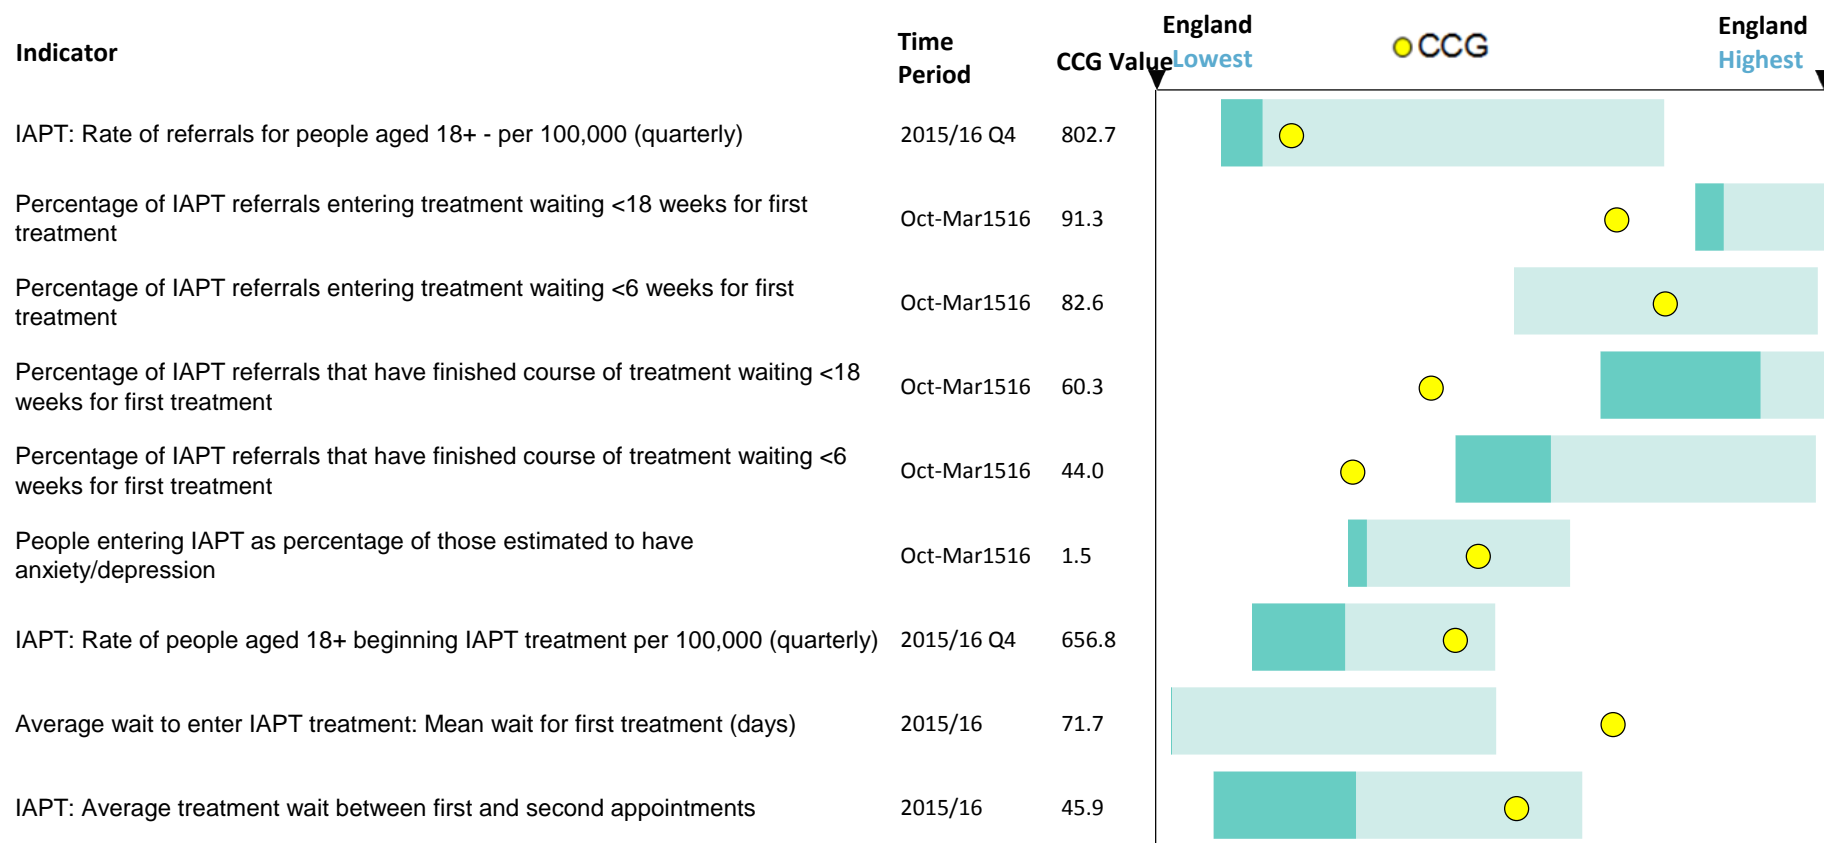 Indicator
Time
Period
CCG Value
England
Lowest
CCG
England
Highest
IAPT: Rate of referrals for people aged 18+ - per 100,000 (quarterly) 2015/16 Q4 802.7
Percentage of IAPT referrals entering treatment waiting <18 weeks for first
treatment
Oct-Mar1516 91.3
Percentage of IAPT referrals entering treatment waiting <6 weeks for first
treatment
Oct-Mar1516 82.6
Percentage of IAPT referrals that have finished course of treatment waiting <18
weeks for first treatment
Oct-Mar1516 60.3
Percentage of IAPT referrals that have finished course of treatment waiting <6
weeks for first treatment
Oct-Mar1516 44.0
People entering IAPT as percentage of those estimated to have
anxiety/depression
Oct-Mar1516 1.5
IAPT: Rate of people aged 18+ beginning IAPT treatment per 100,000 (quarterly) 2015/16 Q4 656.8
Average wait to enter IAPT treatment: Mean wait for first treatment (days) 2015/16 71.7
IAPT: Average treatment wait between first and second appointments 2015/16 45.9